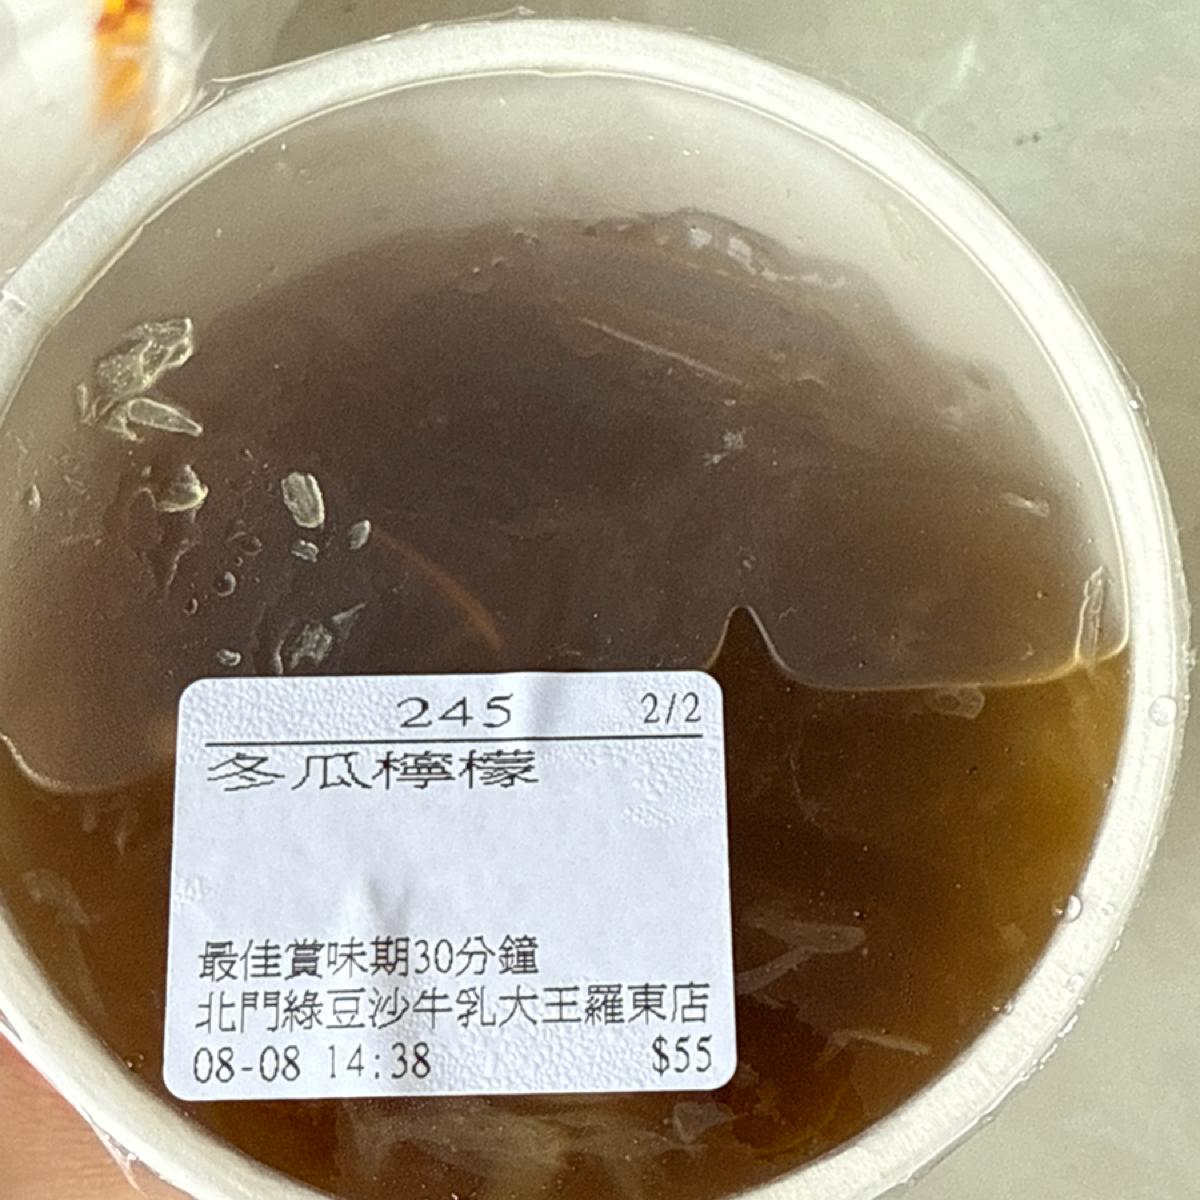 245 2/2
冬瓜檸檬
最佳賞味期30分鐘
北門綠豆沙牛乳大王羅東店
08-08 14:38 $55